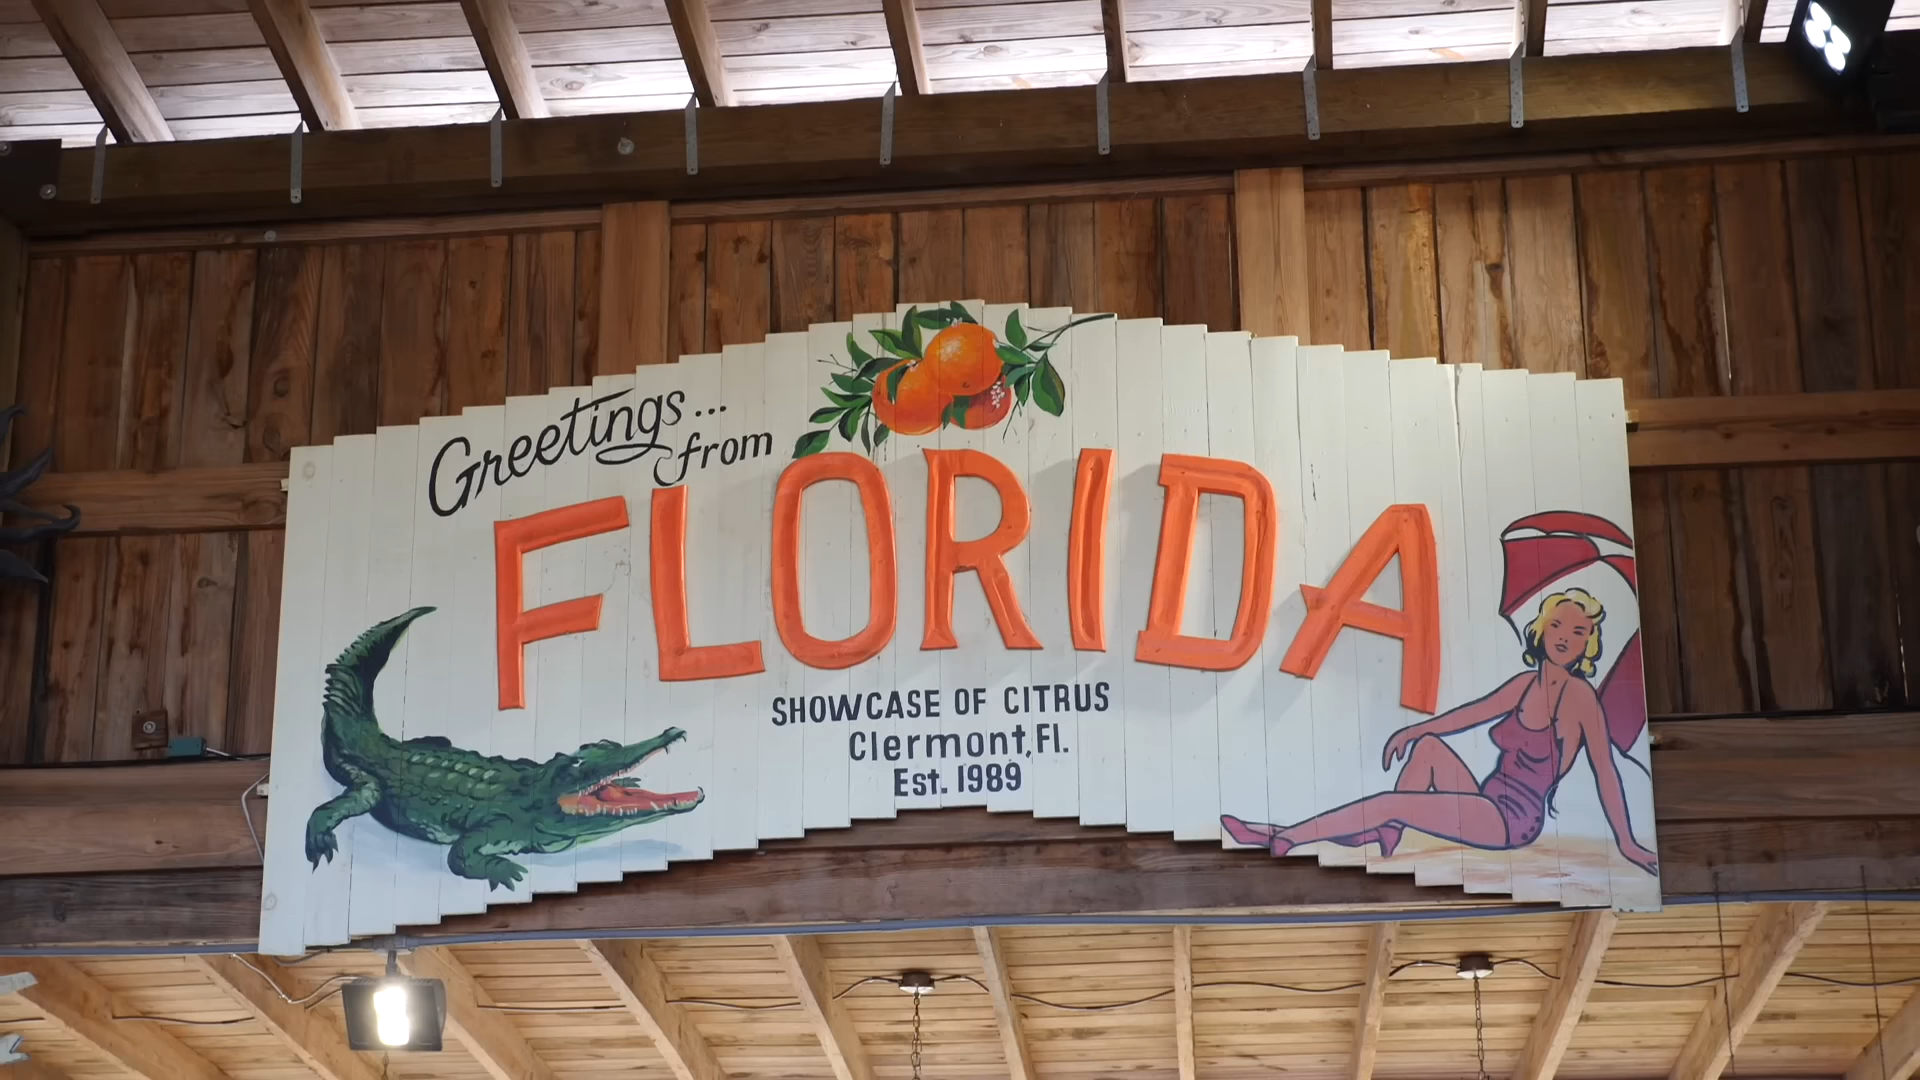 Greetings...
from
FLORIDA
SHOWCASE OF CITRUS
Clermont, Fl.
Est. 1989